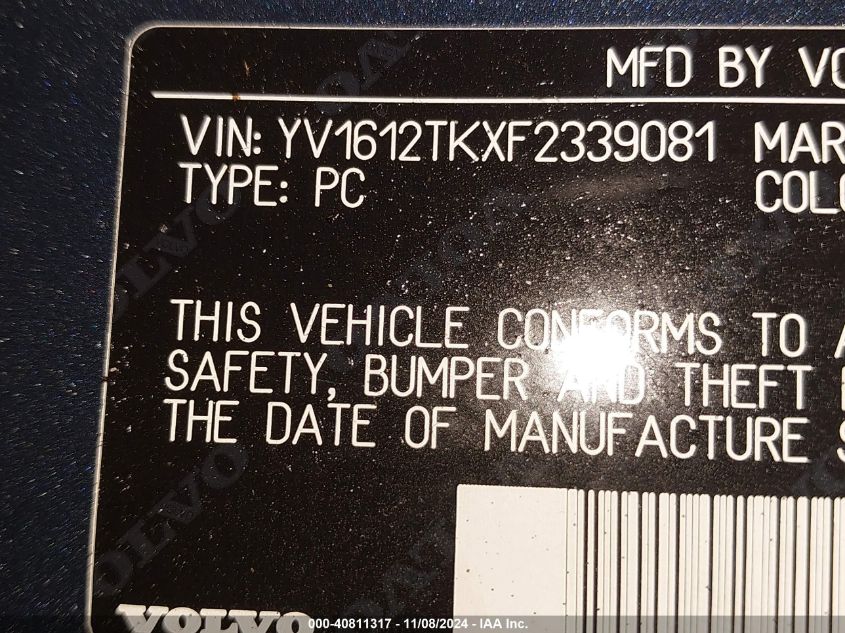 MFD BY VO
VIN: YV1612TKXF2339081 MAR
TYPE: PC COLO
THIS VEHICLE CONFORMS TO A
SAFETY, BUMPER AND THEFT
THE DATE OF MANUFACTURE S
VOLVO
000-40811317 - 11/08/2024 - IAA Inc.